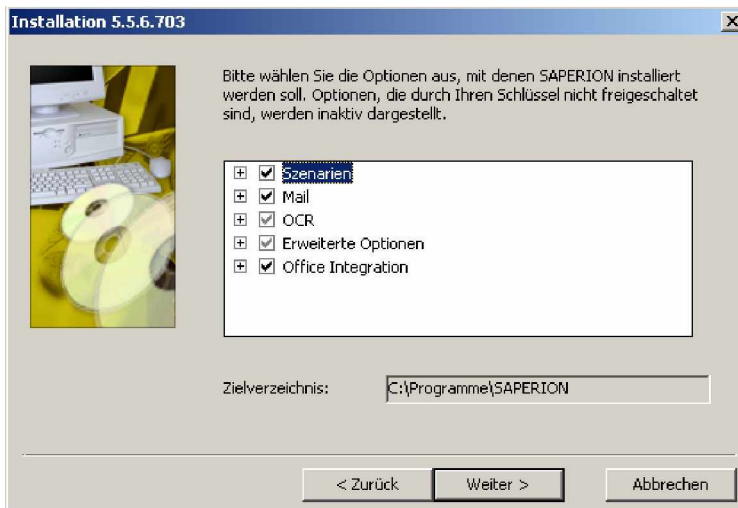 Installation 5.5.6.703
Bitte wählen Sie die Optionen aus, mit denen SAPERION installiert
werden soll. Optionen, die durch Ihren Schlüssel nicht freigeschaltet
sind, werden inaktiv dargestellt.
Szenarien
Mail
OCR
Erweiterte Optionen
Office Integration
Zielverzeichnis: C:\Programme\SAPERION
< Zurück Weiter > Abbrechen